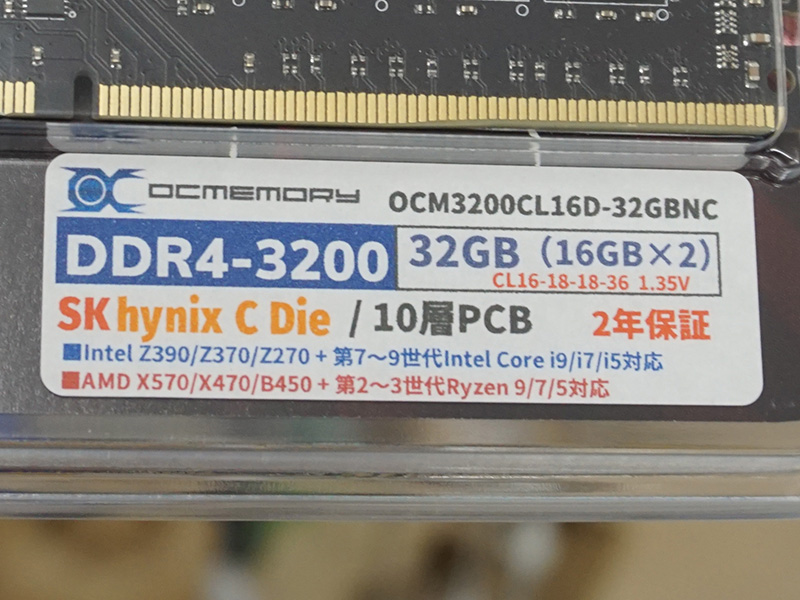 OCMEMORY OCM3200CL16D-32GBNC
DDR4-3200 32GB（16GB×2）
CL16-18-18-36 1.35V
SK hynix C Die / 10層PCB 2年保証
■Intel Z390/Z370/Z270 + 第7～9世代Intel Core i9/i7/i5対応
■AMD X570/X470/B450 + 第2～3世代Ryzen 9/7/5対応